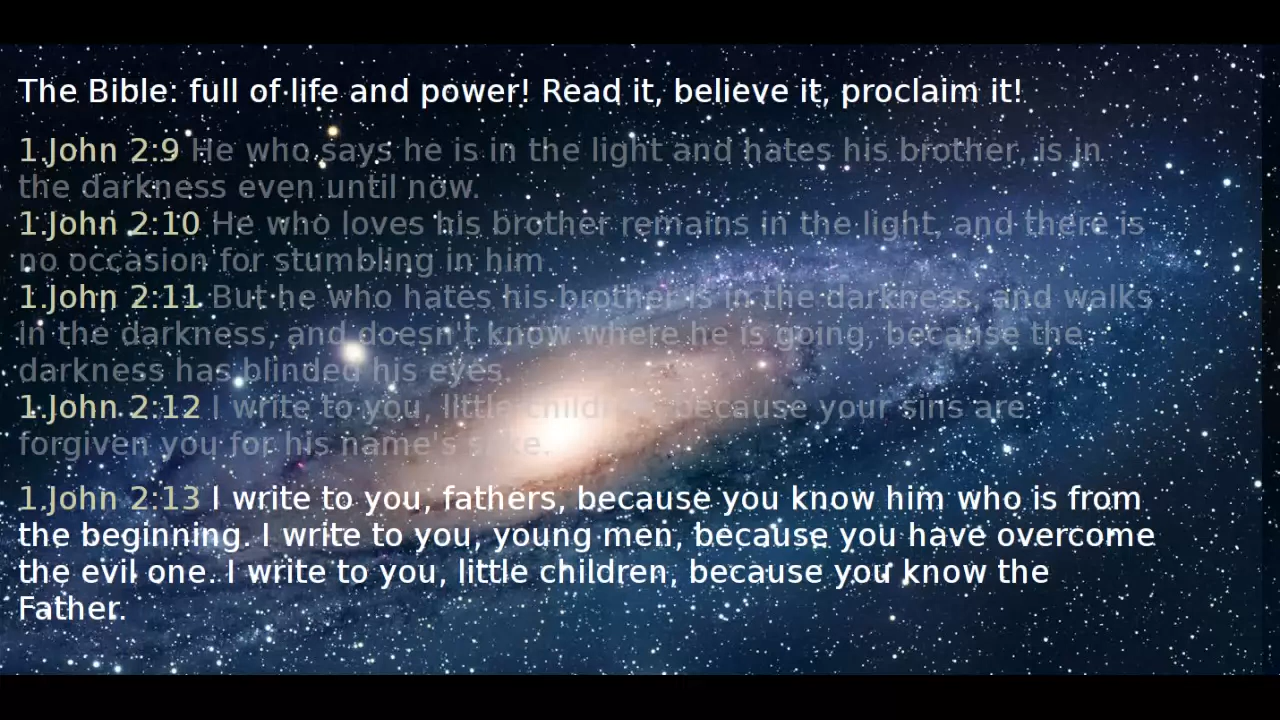 The Bible: full of life and power! Read it, believe it, proclaim it!
1.John 2:9 He who says he is in the light and hates his brother, is in
the darkness even until now.
1.John 2:10 He who loves his brother remains in the light, and there is
no occasion for stumbling in him.
1.John 2:11 But he who hates his brother is in the darkness, and walks
in the darkness, and doesn't know where he is going, because the
darkness has blinded his eyes.
1.John 2:12 I write to you, little children, because your sins are
forgiven you for his name's sake.
1.John 2:13 I write to you, fathers, because you know him who is from
the beginning. I write to you, young men, because you have overcome
the evil one. I write to you, little children, because you know the
Father.